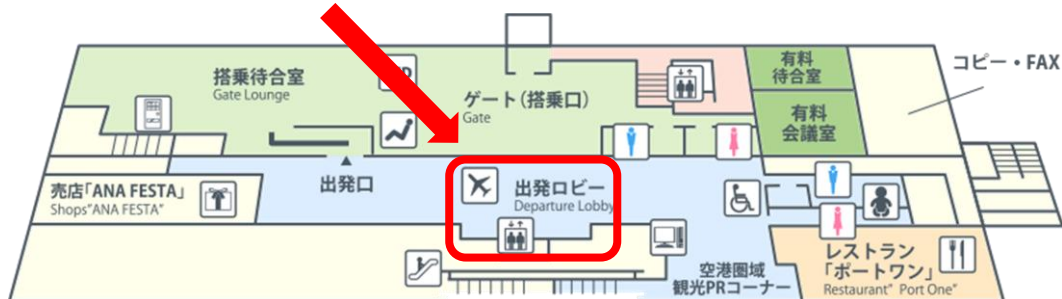 搭乗待合室
Gate Lounge
ゲート（搭乗口）
Gate
有料
待合室
有料
会議室
コピー・FAX
売店「ANA FESTA」
Shops"ANA FESTA"
出発口
出発ロビー
Departure Lobby
空港圏域
観光PRコーナー
レストラン
「ポートワン」
Restaurant" Port One"